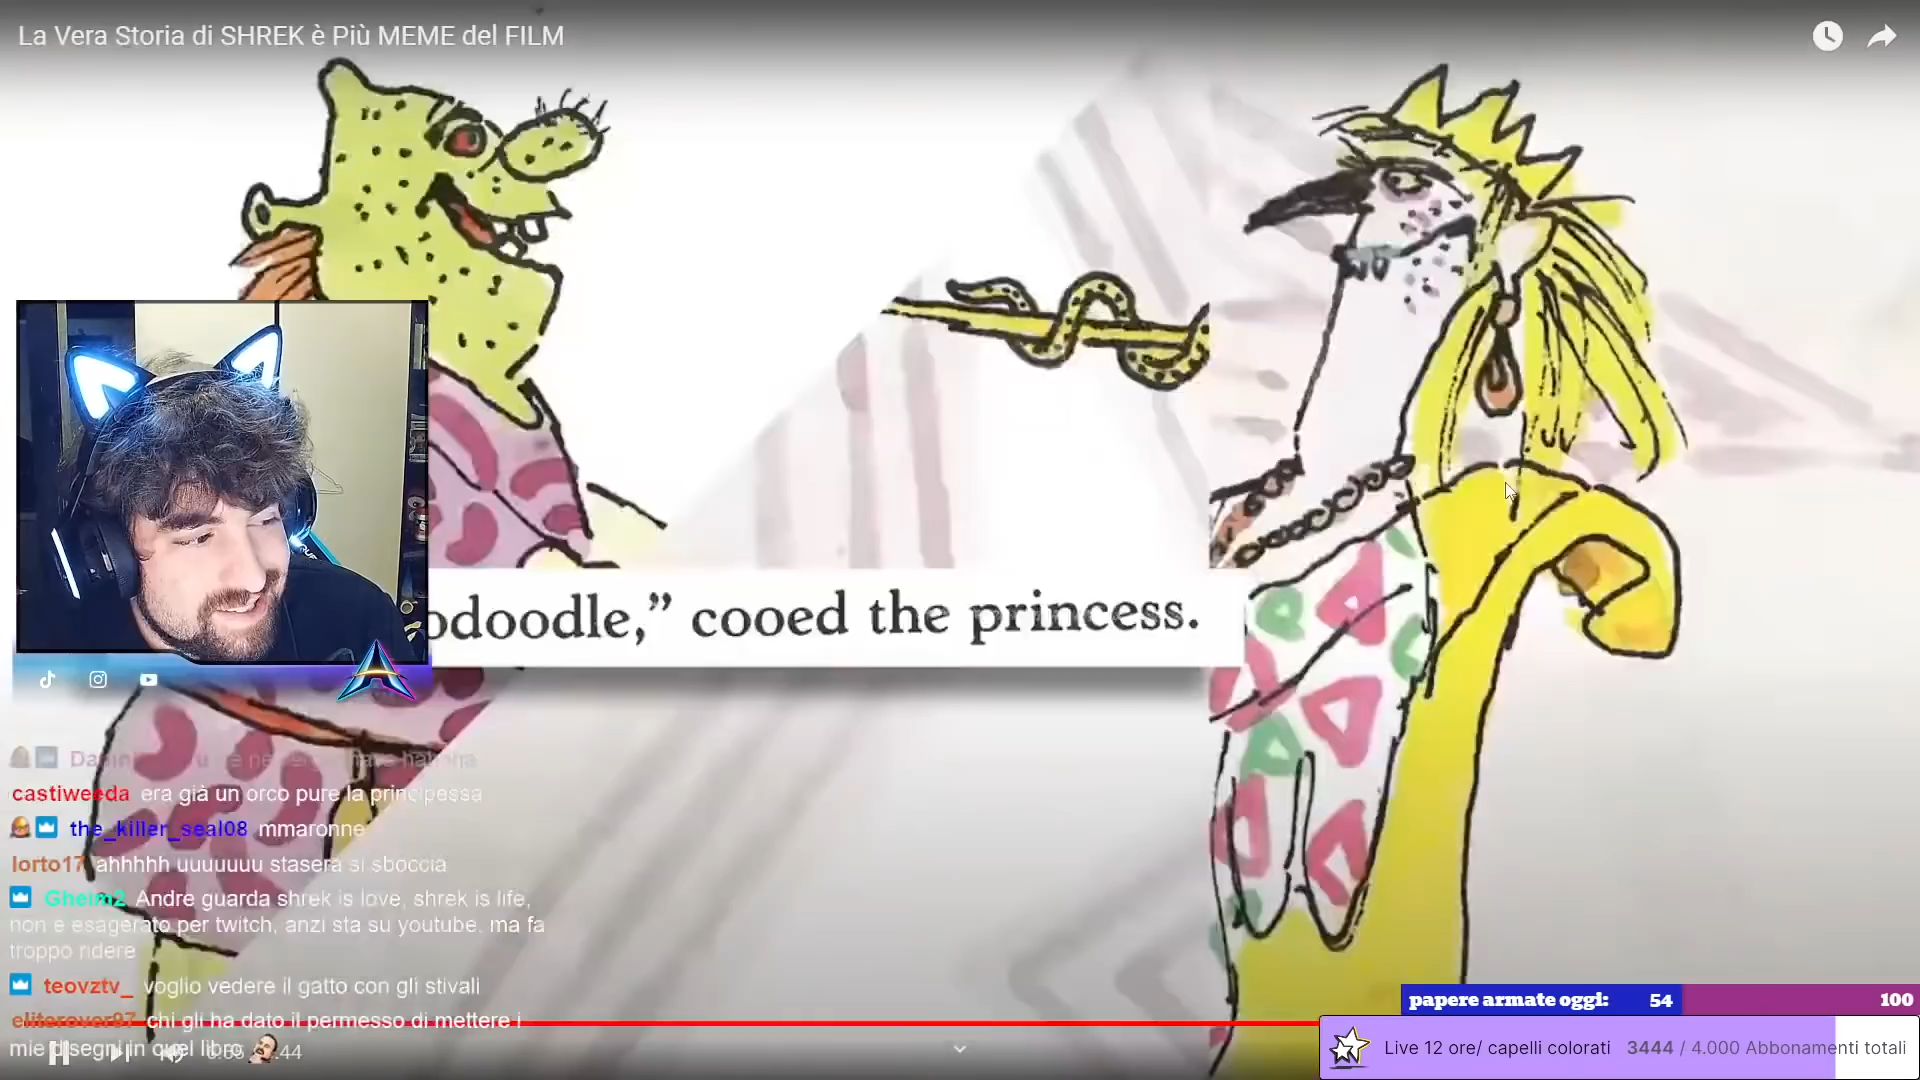 La Vera Storia di SHREK è Più MEME del FILM
odoodle,” cooed the princess.
castiweeda era già un orco pure la principessa
the_killer_seal08 mmaronne
lorto17 ahhhhh uuuuuuu stasera si sboccia
Gheim2 Andre guarda shrek is love, shrek is life,
non è esagerato per twitch, anzi sta su youtube, ma fa
troppo ridere
teovztv_ voglio vedere il gatto con gli stivali
eliterover97 chi gli ha dato il permesso di mettere i
mie disegni in quel libro
papere armate oggi: 54 100
Live 12 ore/ capelli colorati 3444 / 4.000 Abbonamenti totali